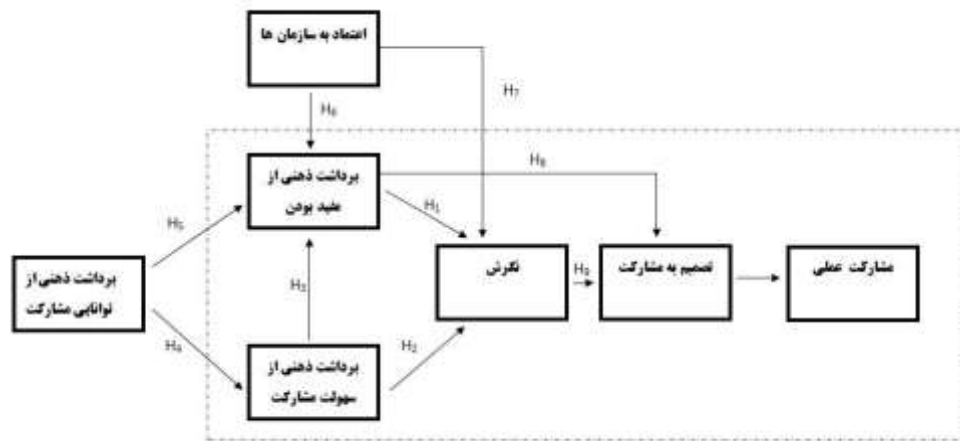 اعتماد به سازمان ها
H₇
H₆
برداشت ذهنی از
مفید بودن
H₈
H₁
H₅
برداشت ذهنی از
توانایی مشارکت
H₃
نگرش
H₉
تصمیم به مشارکت
مشارکت عملی
H₄
برداشت ذهنی از
سهولت مشارکت
H₂